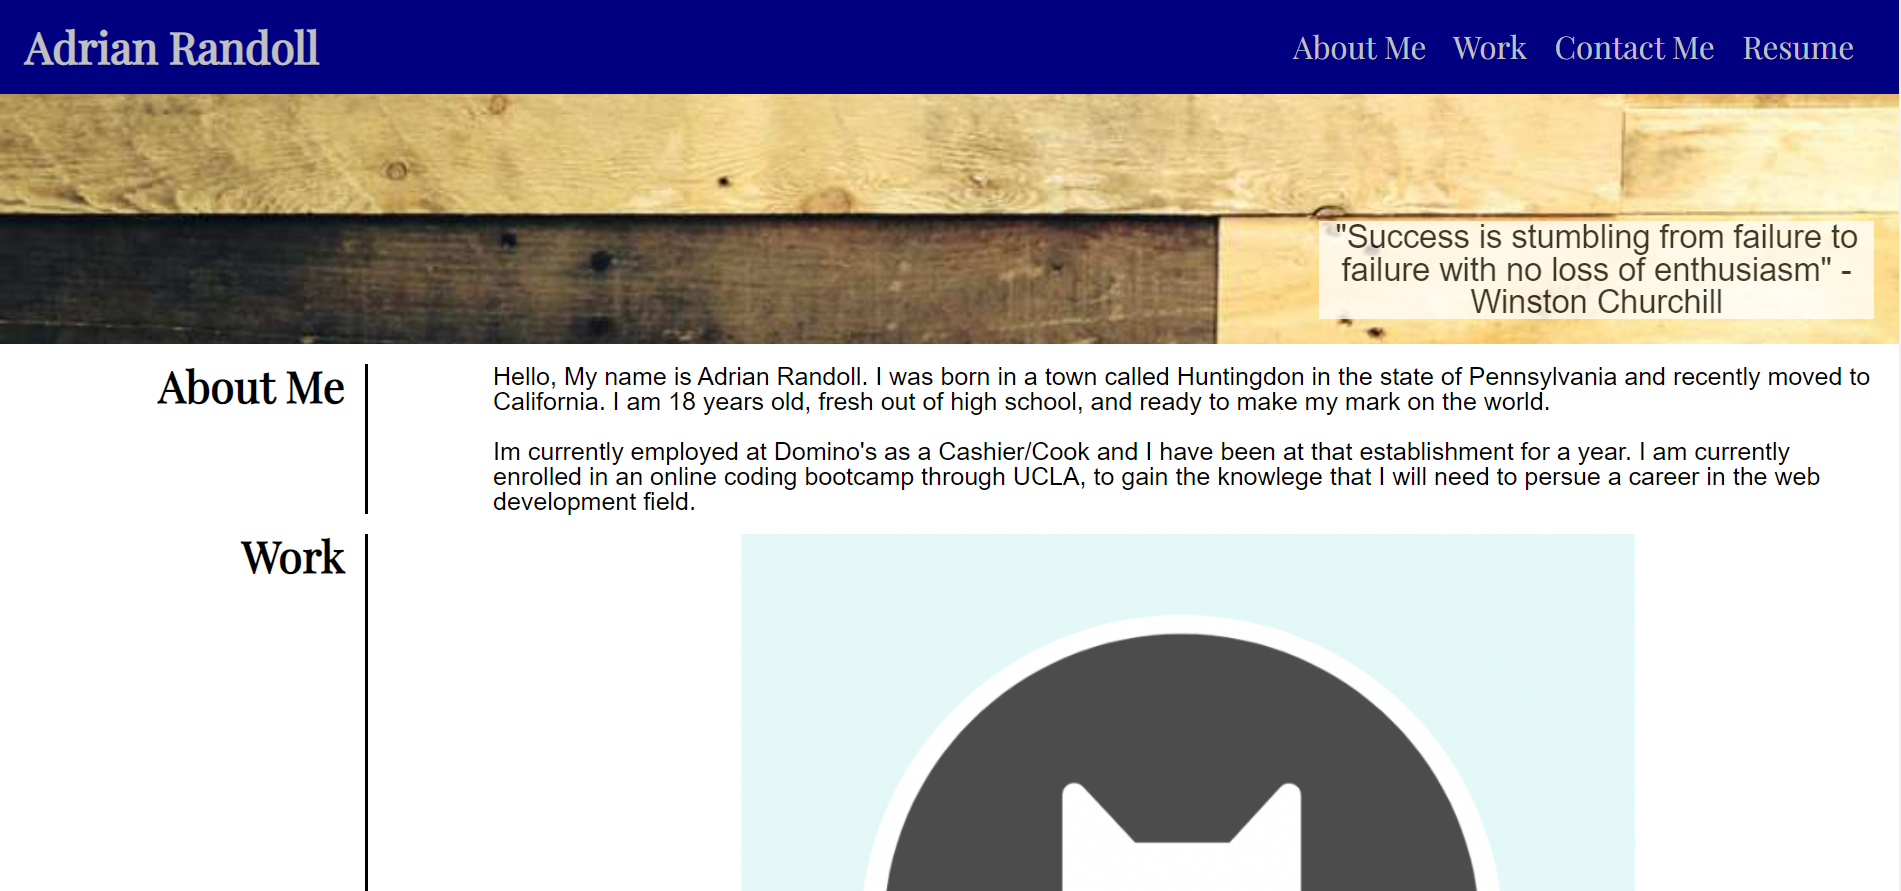 Adrian Randoll
About Me Work Contact Me Resume
"Success is stumbling from failure to
failure with no loss of enthusiasm" -
Winston Churchill
About Me
Hello, My name is Adrian Randoll. I was born in a town called Huntingdon in the state of Pennsylvania and recently moved to
California. I am 18 years old, fresh out of high school, and ready to make my mark on the world.
Im currently employed at Domino's as a Cashier/Cook and I have been at that establishment for a year. I am currently
enrolled in an online coding bootcamp through UCLA, to gain the knowlege that I will need to persue a career in the web
development field.
Work